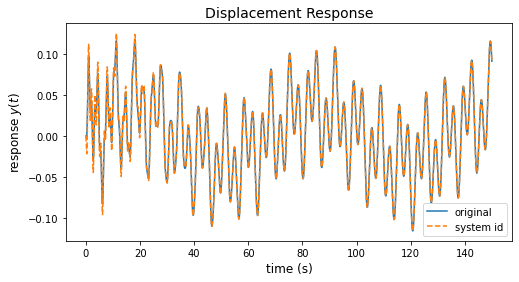 Displacement Response
response y(t)
0.10
0.05
0.00
−0.05
−0.10
0 20 40 60 80 100 120 140
time (s)
original
system id